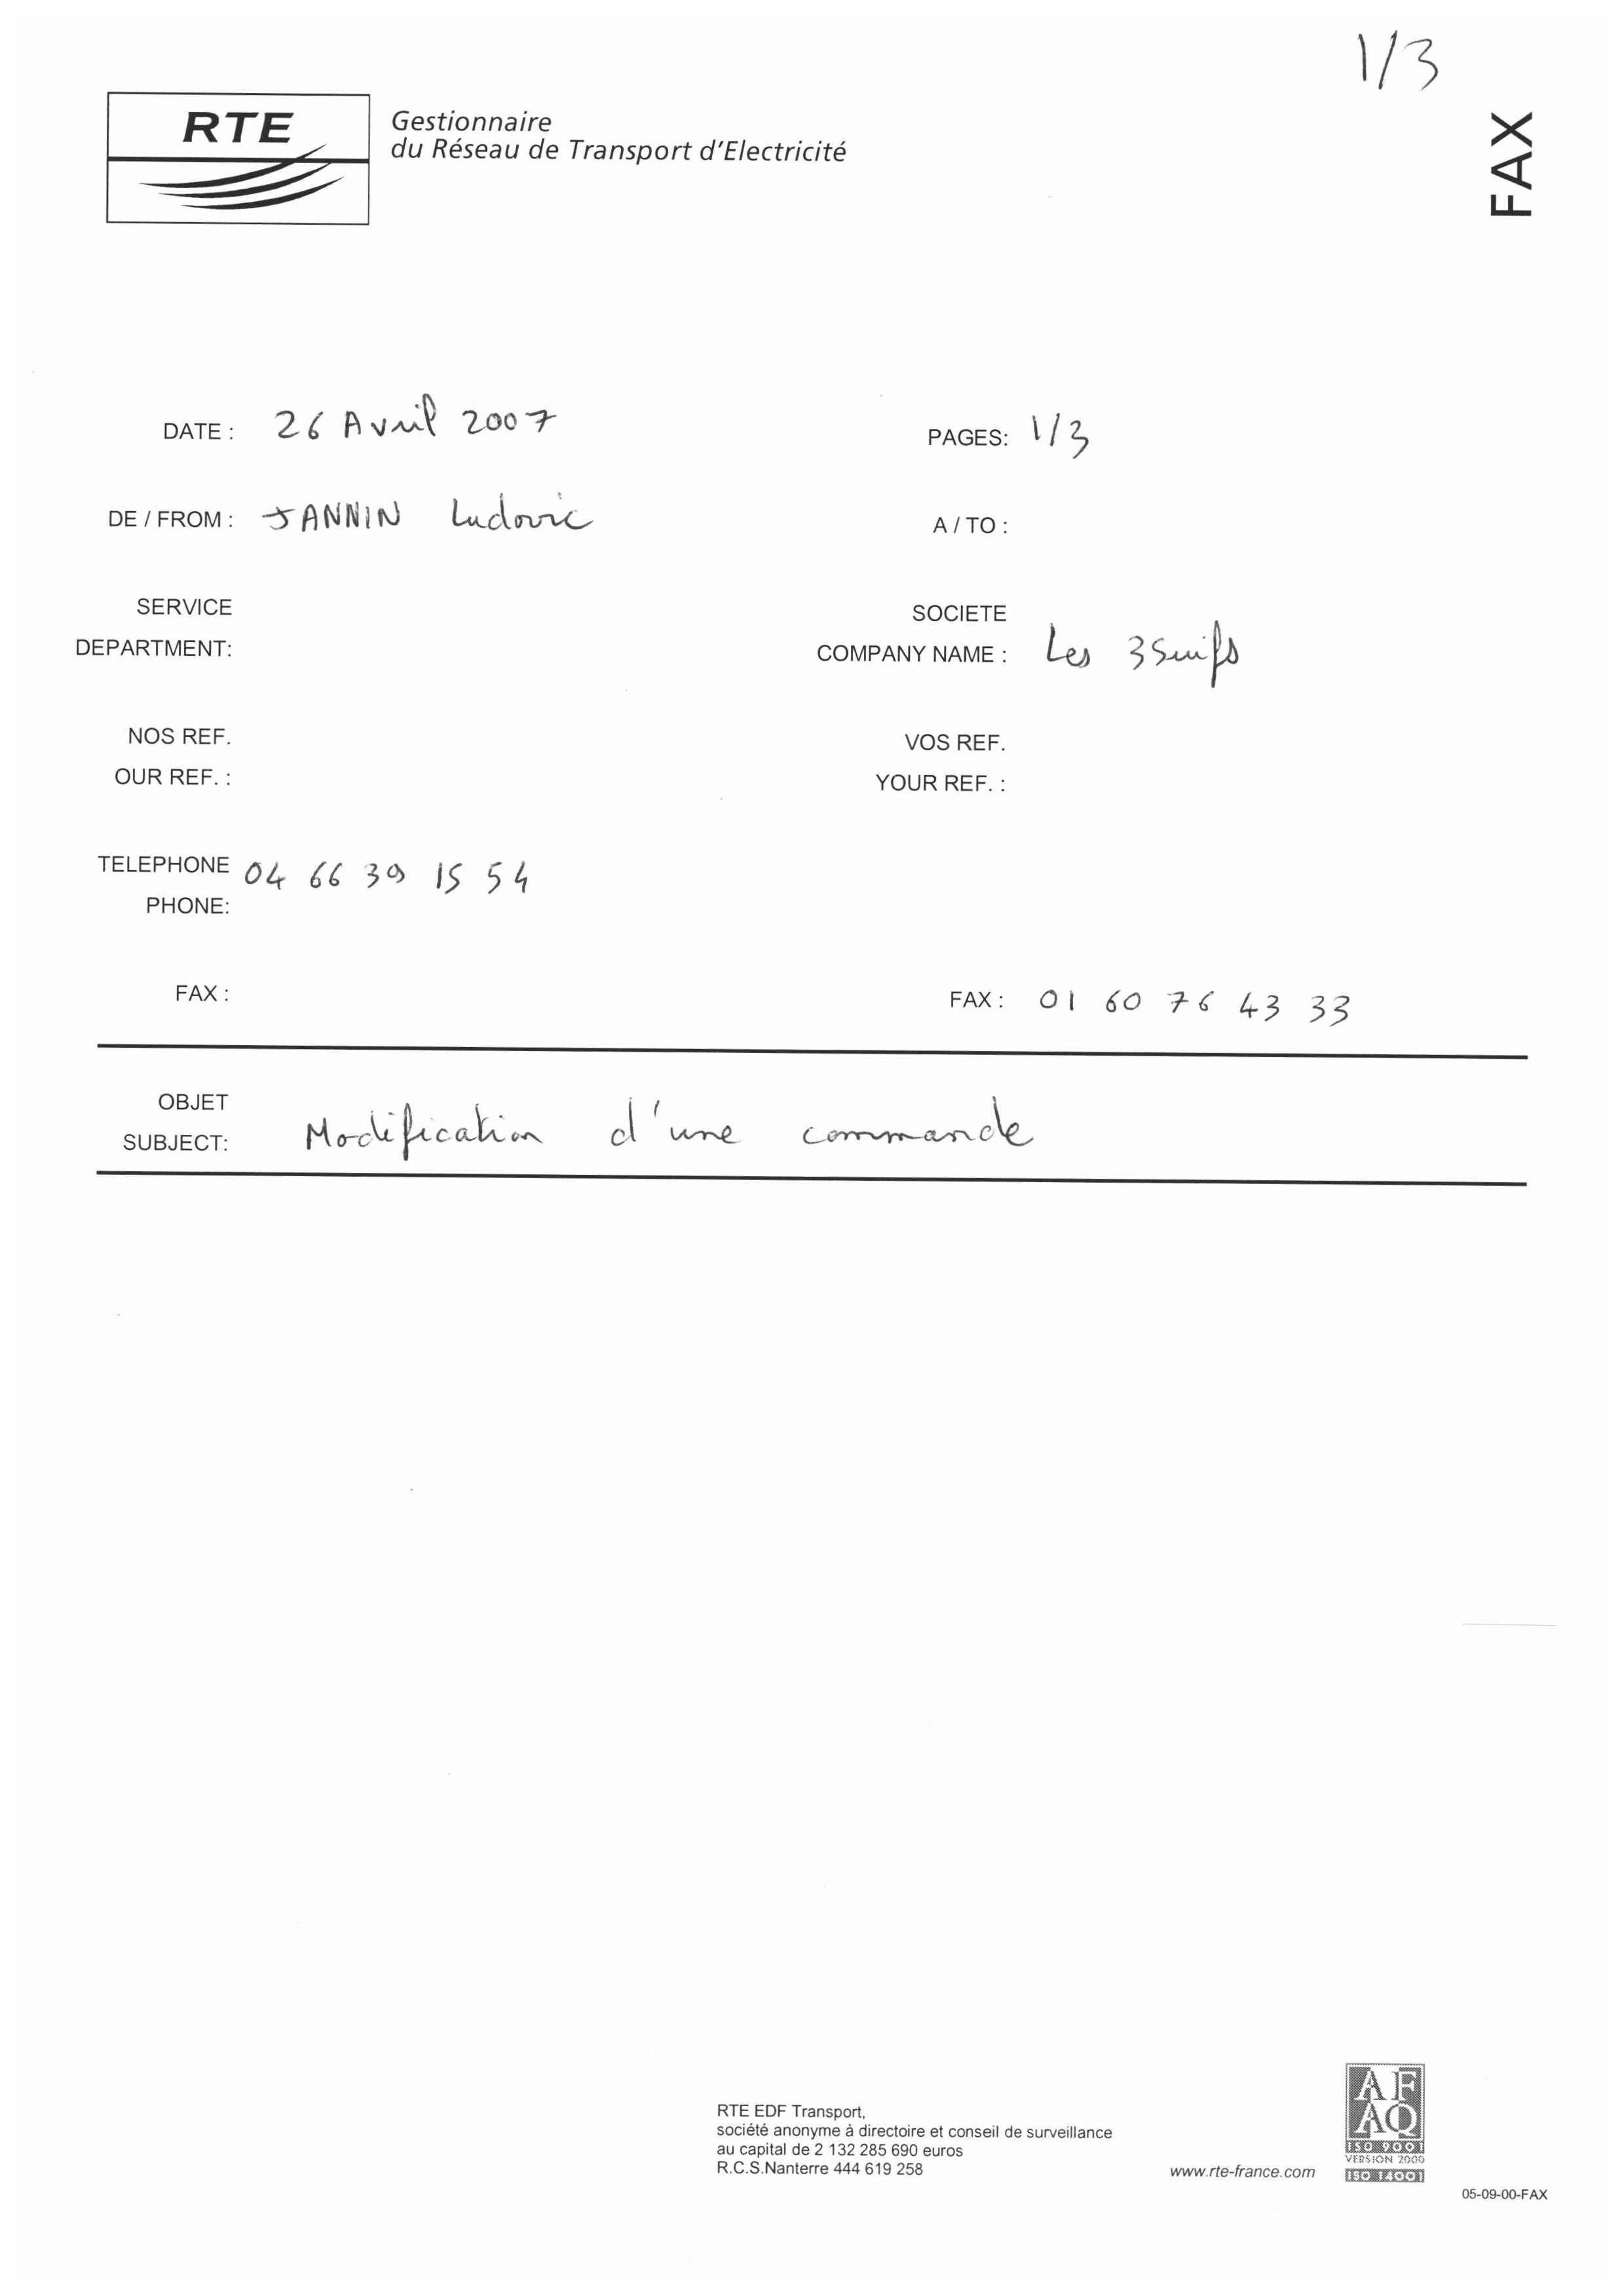 1/3
RTE
Gestionnaire
du Réseau de Transport d'Electricité
FAX
DATE : 26 Avril 2007
PAGES: 1/3
DE / FROM : JANNIN Ludovic
A / TO :
SERVICE
DEPARTMENT:
SOCIETE
COMPANY NAME : Les 3 Suisses
NOS REF.
OUR REF. :
VOS REF.
YOUR REF. :
TELEPHONE 04 66 39 15 54
PHONE:
FAX :
FAX : 01 60 76 43 33
OBJET
SUBJECT: Modification d'une commande
RTE EDF Transport,
société anonyme à directoire et conseil de surveillance
au capital de 2 132 285 690 euros
R.C.S.Nanterre 444 619 258
www.rte-france.com
AF
AQ
ISO 9001
VERSION 2000
ISO 14001
05-09-00-FAX